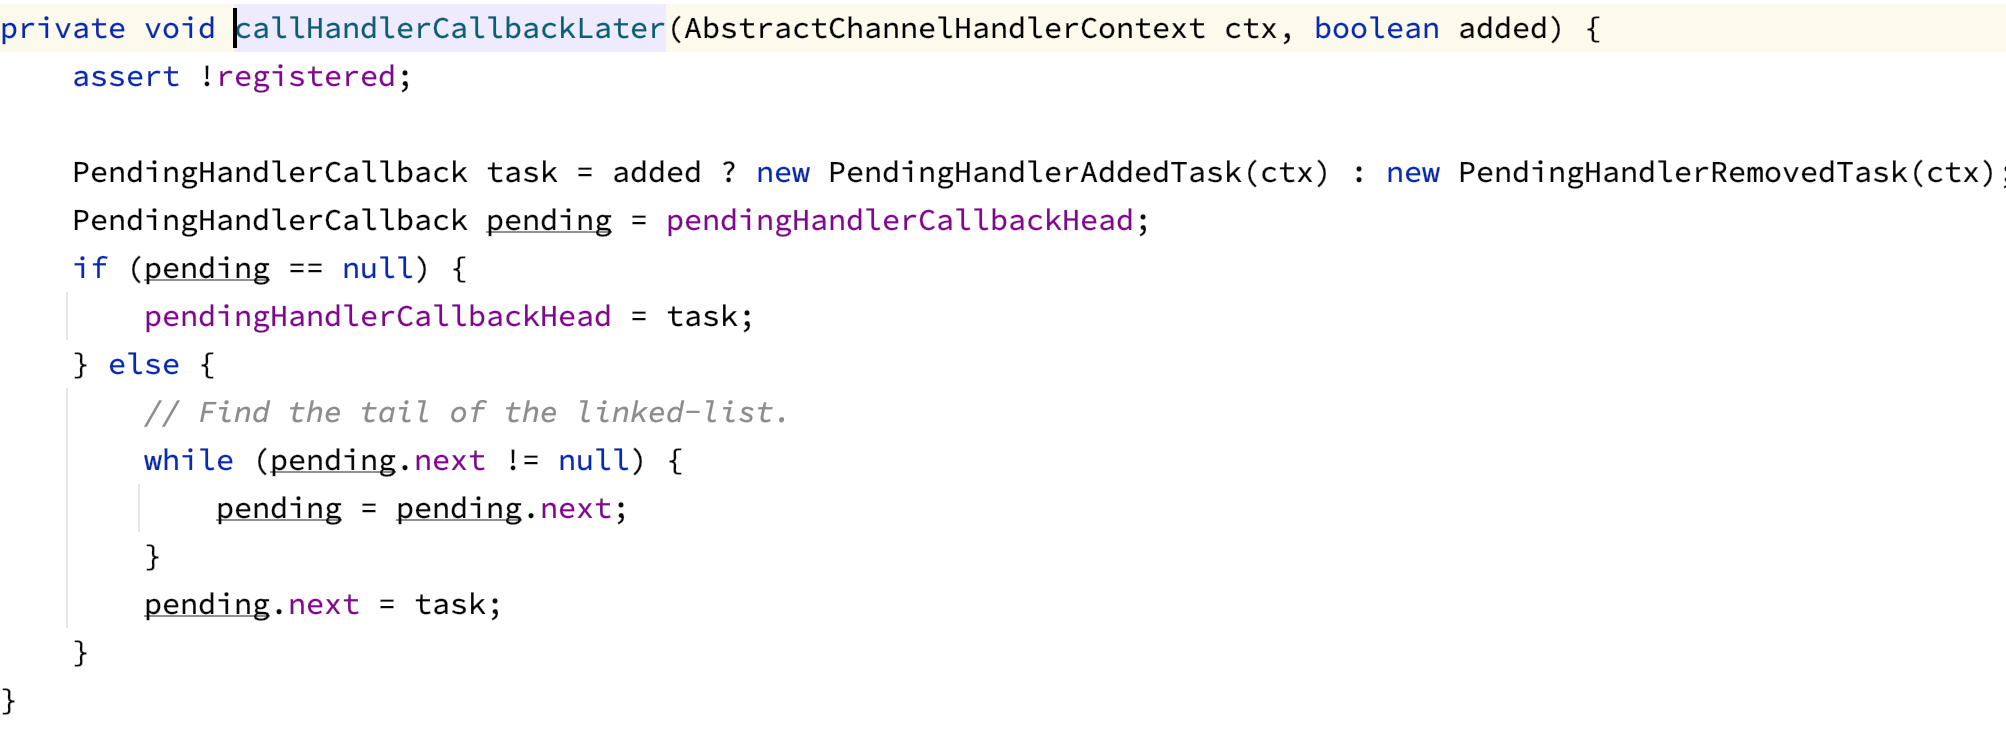 private void callHandlerCallbackLater(AbstractChannelHandlerContext ctx, boolean added) {
    assert !registered;

    PendingHandlerCallback task = added ? new PendingHandlerAddedTask(ctx) : new PendingHandlerRemovedTask(ctx);
    PendingHandlerCallback pending = pendingHandlerCallbackHead;
    if (pending == null) {
        pendingHandlerCallbackHead = task;
    } else {
        // Find the tail of the linked-list.
        while (pending.next != null) {
            pending = pending.next;
        }
        pending.next = task;
    }
}